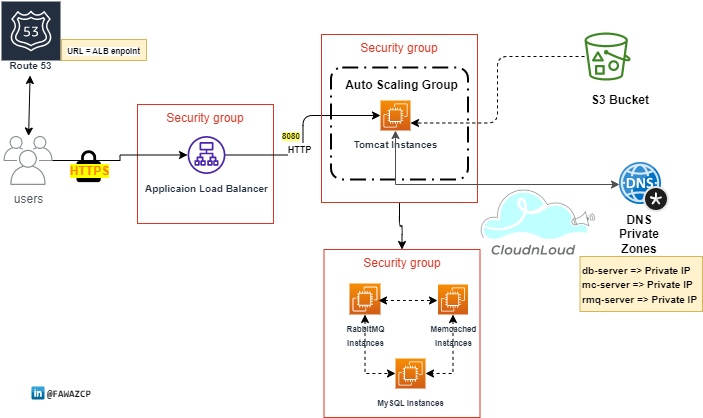 53
Route 53
URL = ALB enpoint
users
HTTPS
Security group
Applicaion Load Balancer
8080
HTTP
Security group
Auto Scaling Group
Tomcat Instances
S3 Bucket
DNS
DNS
Private
Zones
db-server => Private IP
mc-server => Private IP
rmq-server => Private IP
CloudnLoud
Security group
RabbitMQ
Instances
Memcached
Instances
MySQL Instances
in @FAWAZCP